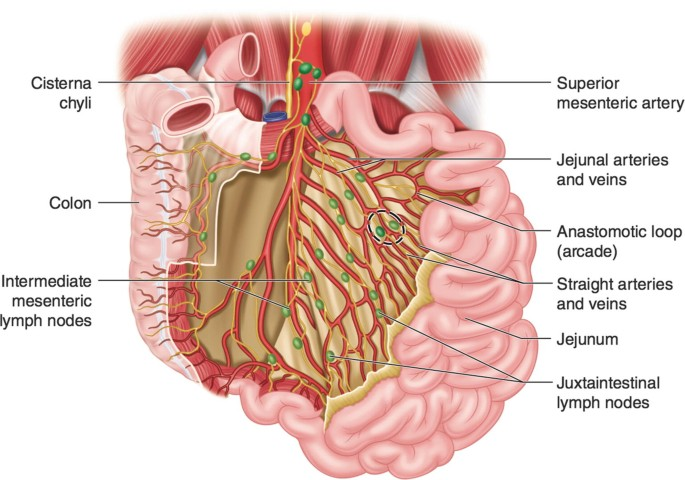 Cisterna
chyli
Colon
Intermediate
mesenteric
lymph nodes
Superior
mesenteric artery
Jejunal arteries
and veins
Anastomotic loop
(arcade)
Straight arteries
and veins
Jejunum
Juxtaintestinal
lymph nodes